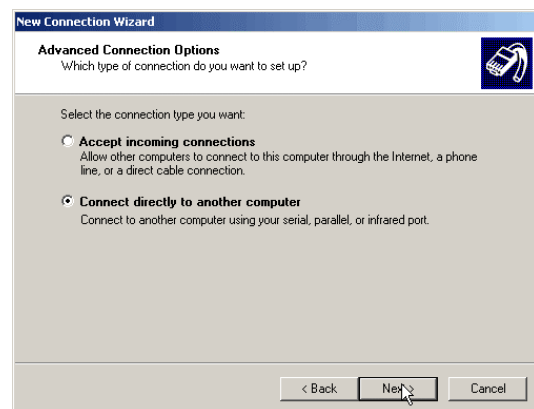 New Connection Wizard
Advanced Connection Options
Which type of connection do you want to set up?
Select the connection type you want:
Accept incoming connections
Allow other computers to connect to this computer through the Internet, a phone
line, or a direct cable connection.
Connect directly to another computer
Connect to another computer using your serial, parallel, or infrared port.
< Back
Next >
Cancel